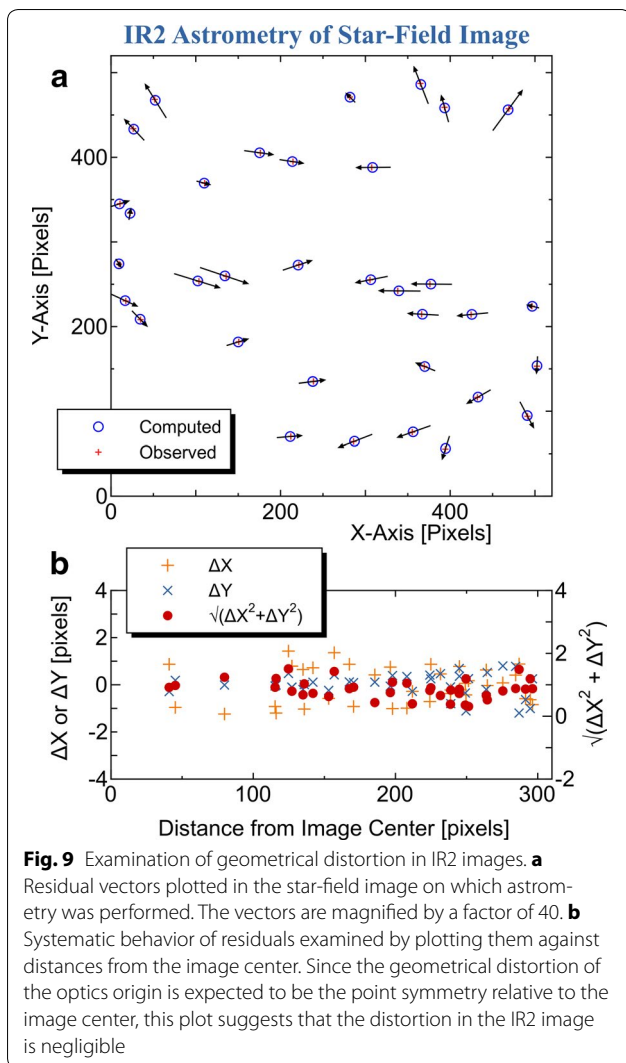 IR2 Astrometry of Star-Field Image
a
400
200
0
Y-Axis [Pixels]
Computed
Observed
0
200
400
X-Axis [Pixels]
b
ΔX
ΔY
√(ΔX²+ΔY²)
4
2
0
-2
-4
ΔX or ΔY [pixels]
4
2
0
-2
√(ΔX² + ΔY²)
0
50
100
150
200
250
300
Distance from Image Center [pixels]
Fig. 9 Examination of geometrical distortion in IR2 images. a
Residual vectors plotted in the star-field image on which astrom-
etry was performed. The vectors are magnified by a factor of 40. b
Systematic behavior of residuals examined by plotting them against
distances from the image center. Since the geometrical distortion of
the optics origin is expected to be the point symmetry relative to the
image center, this plot suggests that the distortion in the IR2 image
is negligible